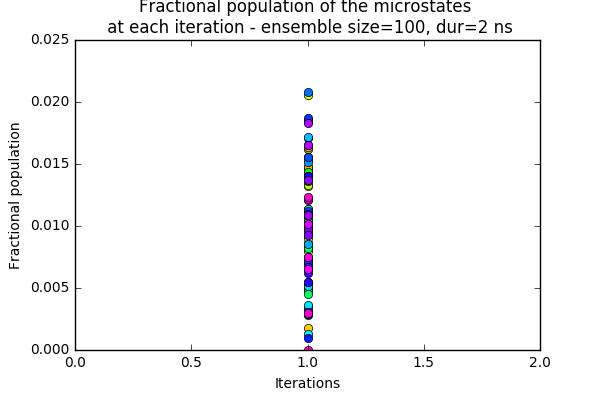 Fractional population of the microstates
at each iteration - ensemble size=100, dur=2 ns
0.025
0.020
0.015
0.010
0.005
0.000
Fractional population
0.0 0.5 1.0 1.5 2.0
Iterations